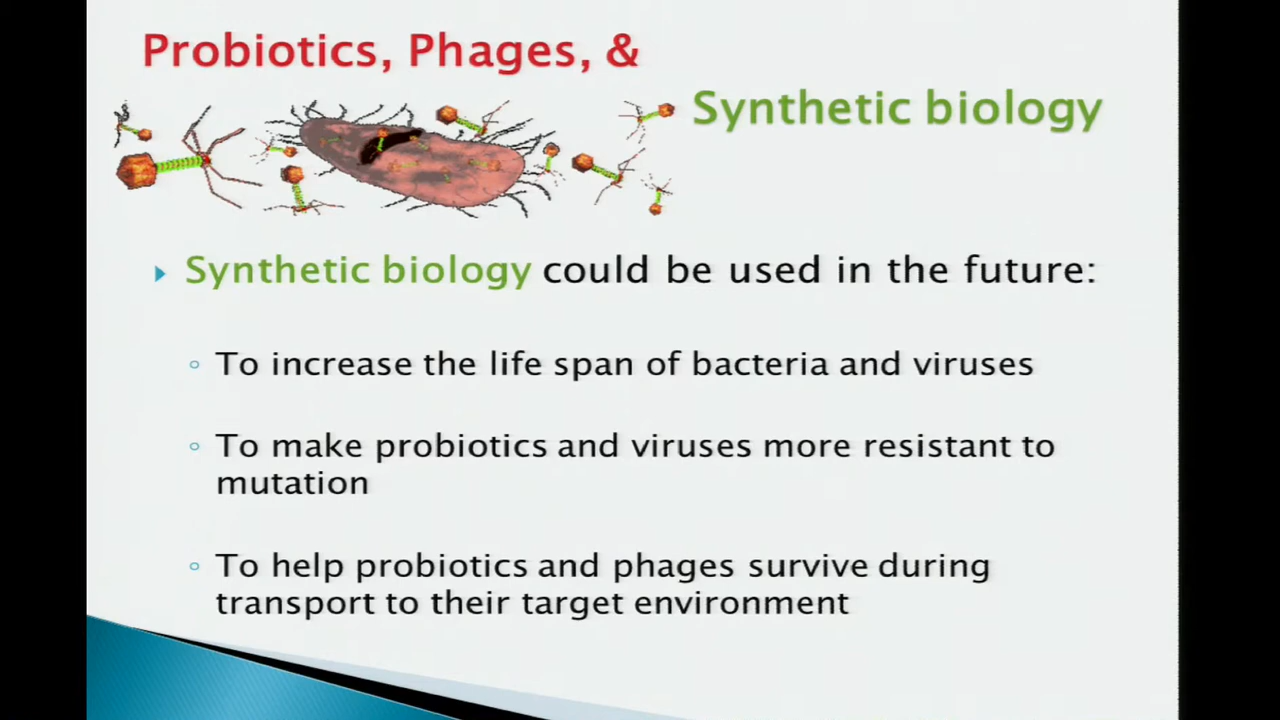 Probiotics, Phages, &
Synthetic biology
Synthetic biology could be used in the future:
To increase the life span of bacteria and viruses
To make probiotics and viruses more resistant to
mutation
To help probiotics and phages survive during
transport to their target environment